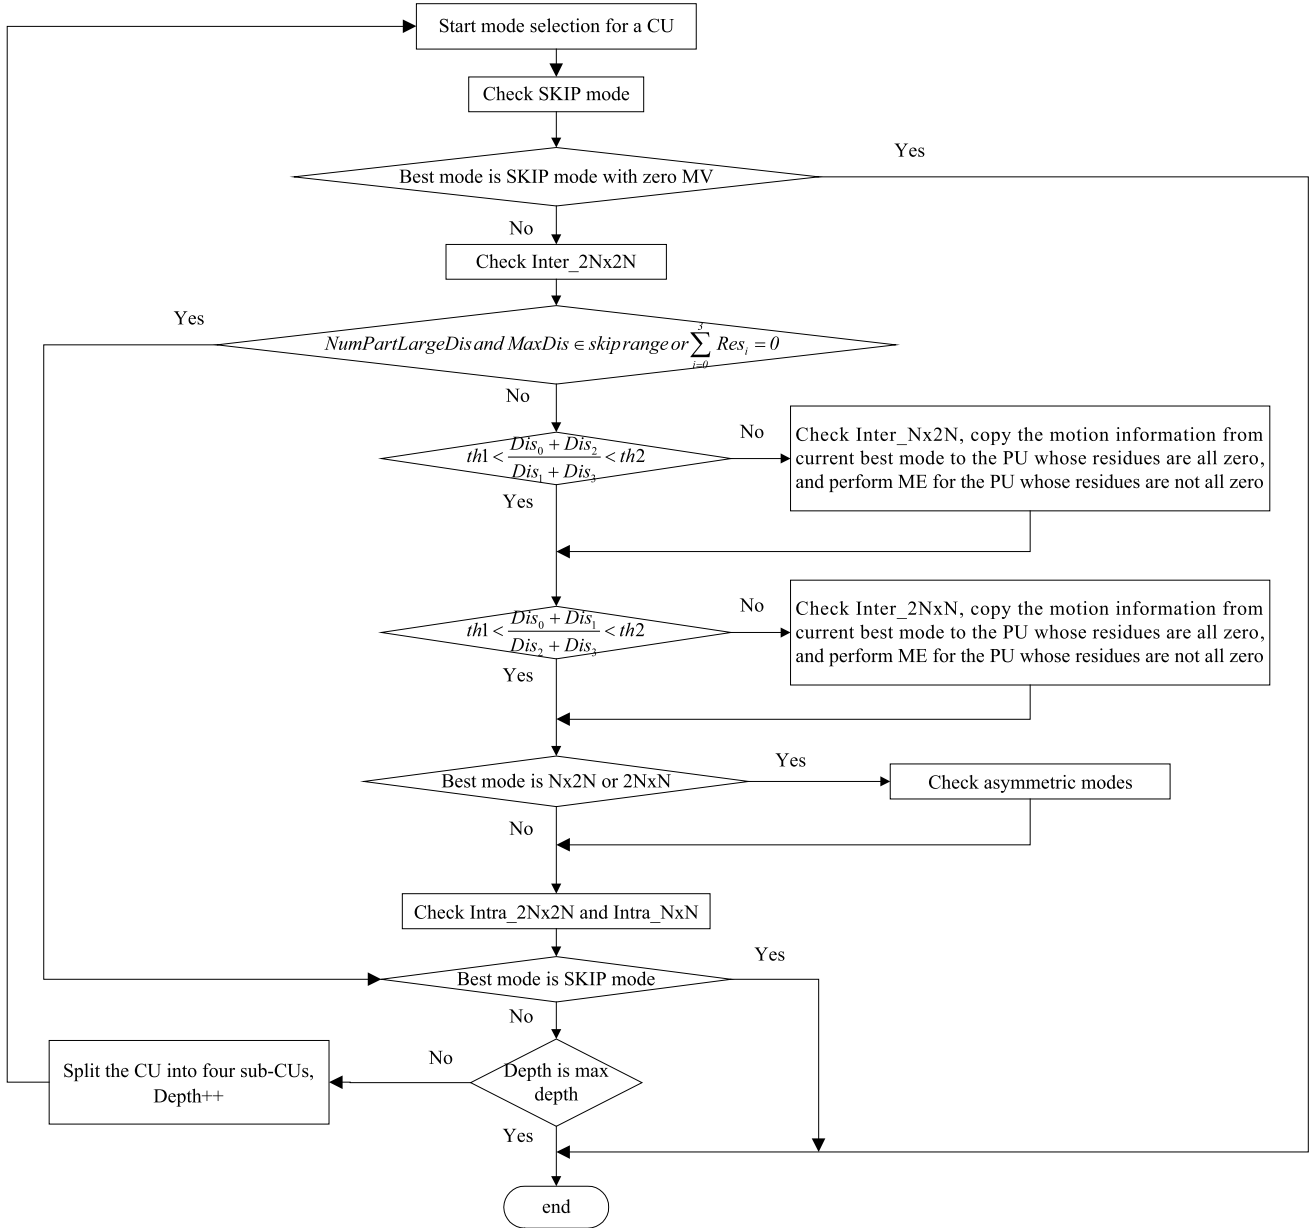 Start mode selection for a CU
Check SKIP mode
Yes
Best mode is SKIP mode with zero MV
No
Check Inter_2Nx2N
Yes
NumPartLargeDis and MaxDis ∈ skip range or ∑_{i=0}^{3} Res_i = 0
No
th1 < (Dis_0 + Dis_2) / (Dis_1 + Dis_3) < th2
No
Check Inter_Nx2N, copy the motion information from
current best mode to the PU whose residues are all zero,
and perform ME for the PU whose residues are not all zero
Yes
th1 < (Dis_0 + Dis_1) / (Dis_2 + Dis_3) < th2
No
Check Inter_2NxN, copy the motion information from
current best mode to the PU whose residues are all zero,
and perform ME for the PU whose residues are not all zero
Yes
Best mode is Nx2N or 2NxN
Yes
Check asymmetric modes
No
Check Intra_2Nx2N and Intra_NxN
Best mode is SKIP mode
Yes
No
Depth is max
depth
No
Split the CU into four sub-CUs,
Depth++
Yes
end